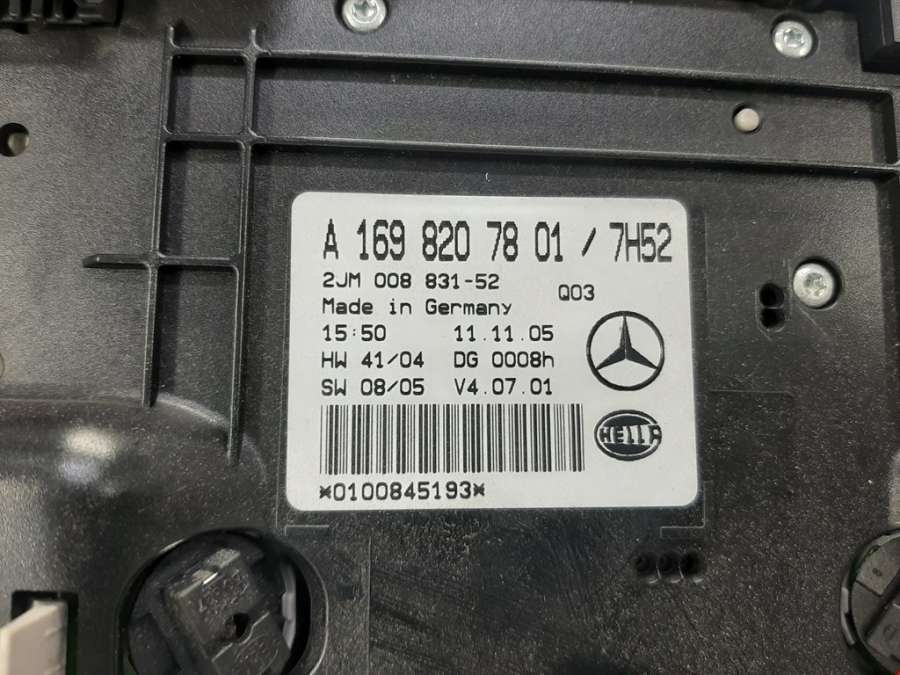 A 169 820 78 01 / 7H52
2JM 008 831-52 Q03
Made in Germany
15:50 11.11.05
HW 41/04 DG 0008h
SW 08/05 V4.07.01
HELLA
*0100845193*